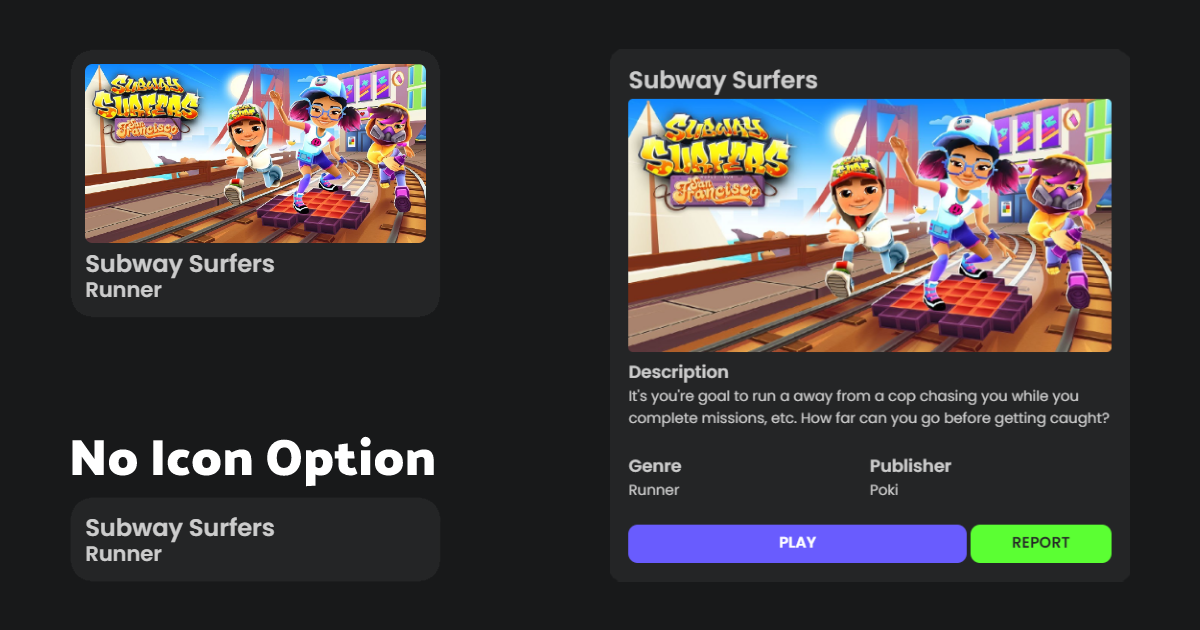 SUBWAY
SURFERS
San
Francisco
Subway Surfers
Runner
No Icon Option
Subway Surfers
Runner
Subway Surfers
SUBWAY
SURFERS
San
Francisco
Description
It's you're goal to run a away from a cop chasing you while you
complete missions, etc. How far can you go before getting caught?
Genre
Publisher
Runner
Poki
PLAY
REPORT